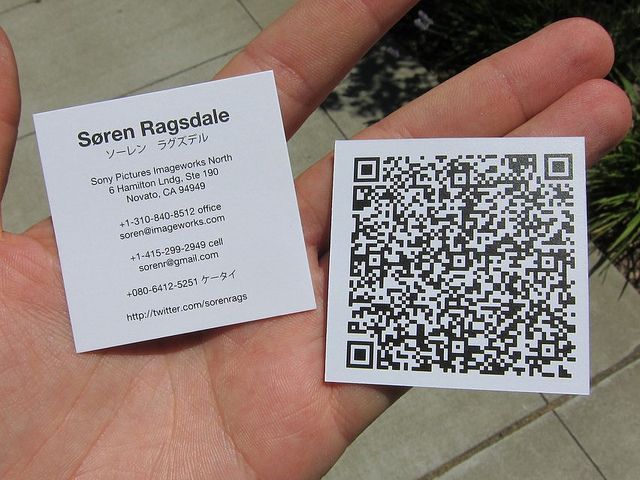 Søren Ragsdale
ソーレン ラグズデル
Sony Pictures Imageworks North
6 Hamilton Lndg, Ste 190
Novato, CA 94949
+1-310-840-8512 office
soren@imageworks.com
+1-415-299-2949 cell
sorenr@gmail.com
+080-6412-5251 ケータイ
http://twitter.com/sorenrags